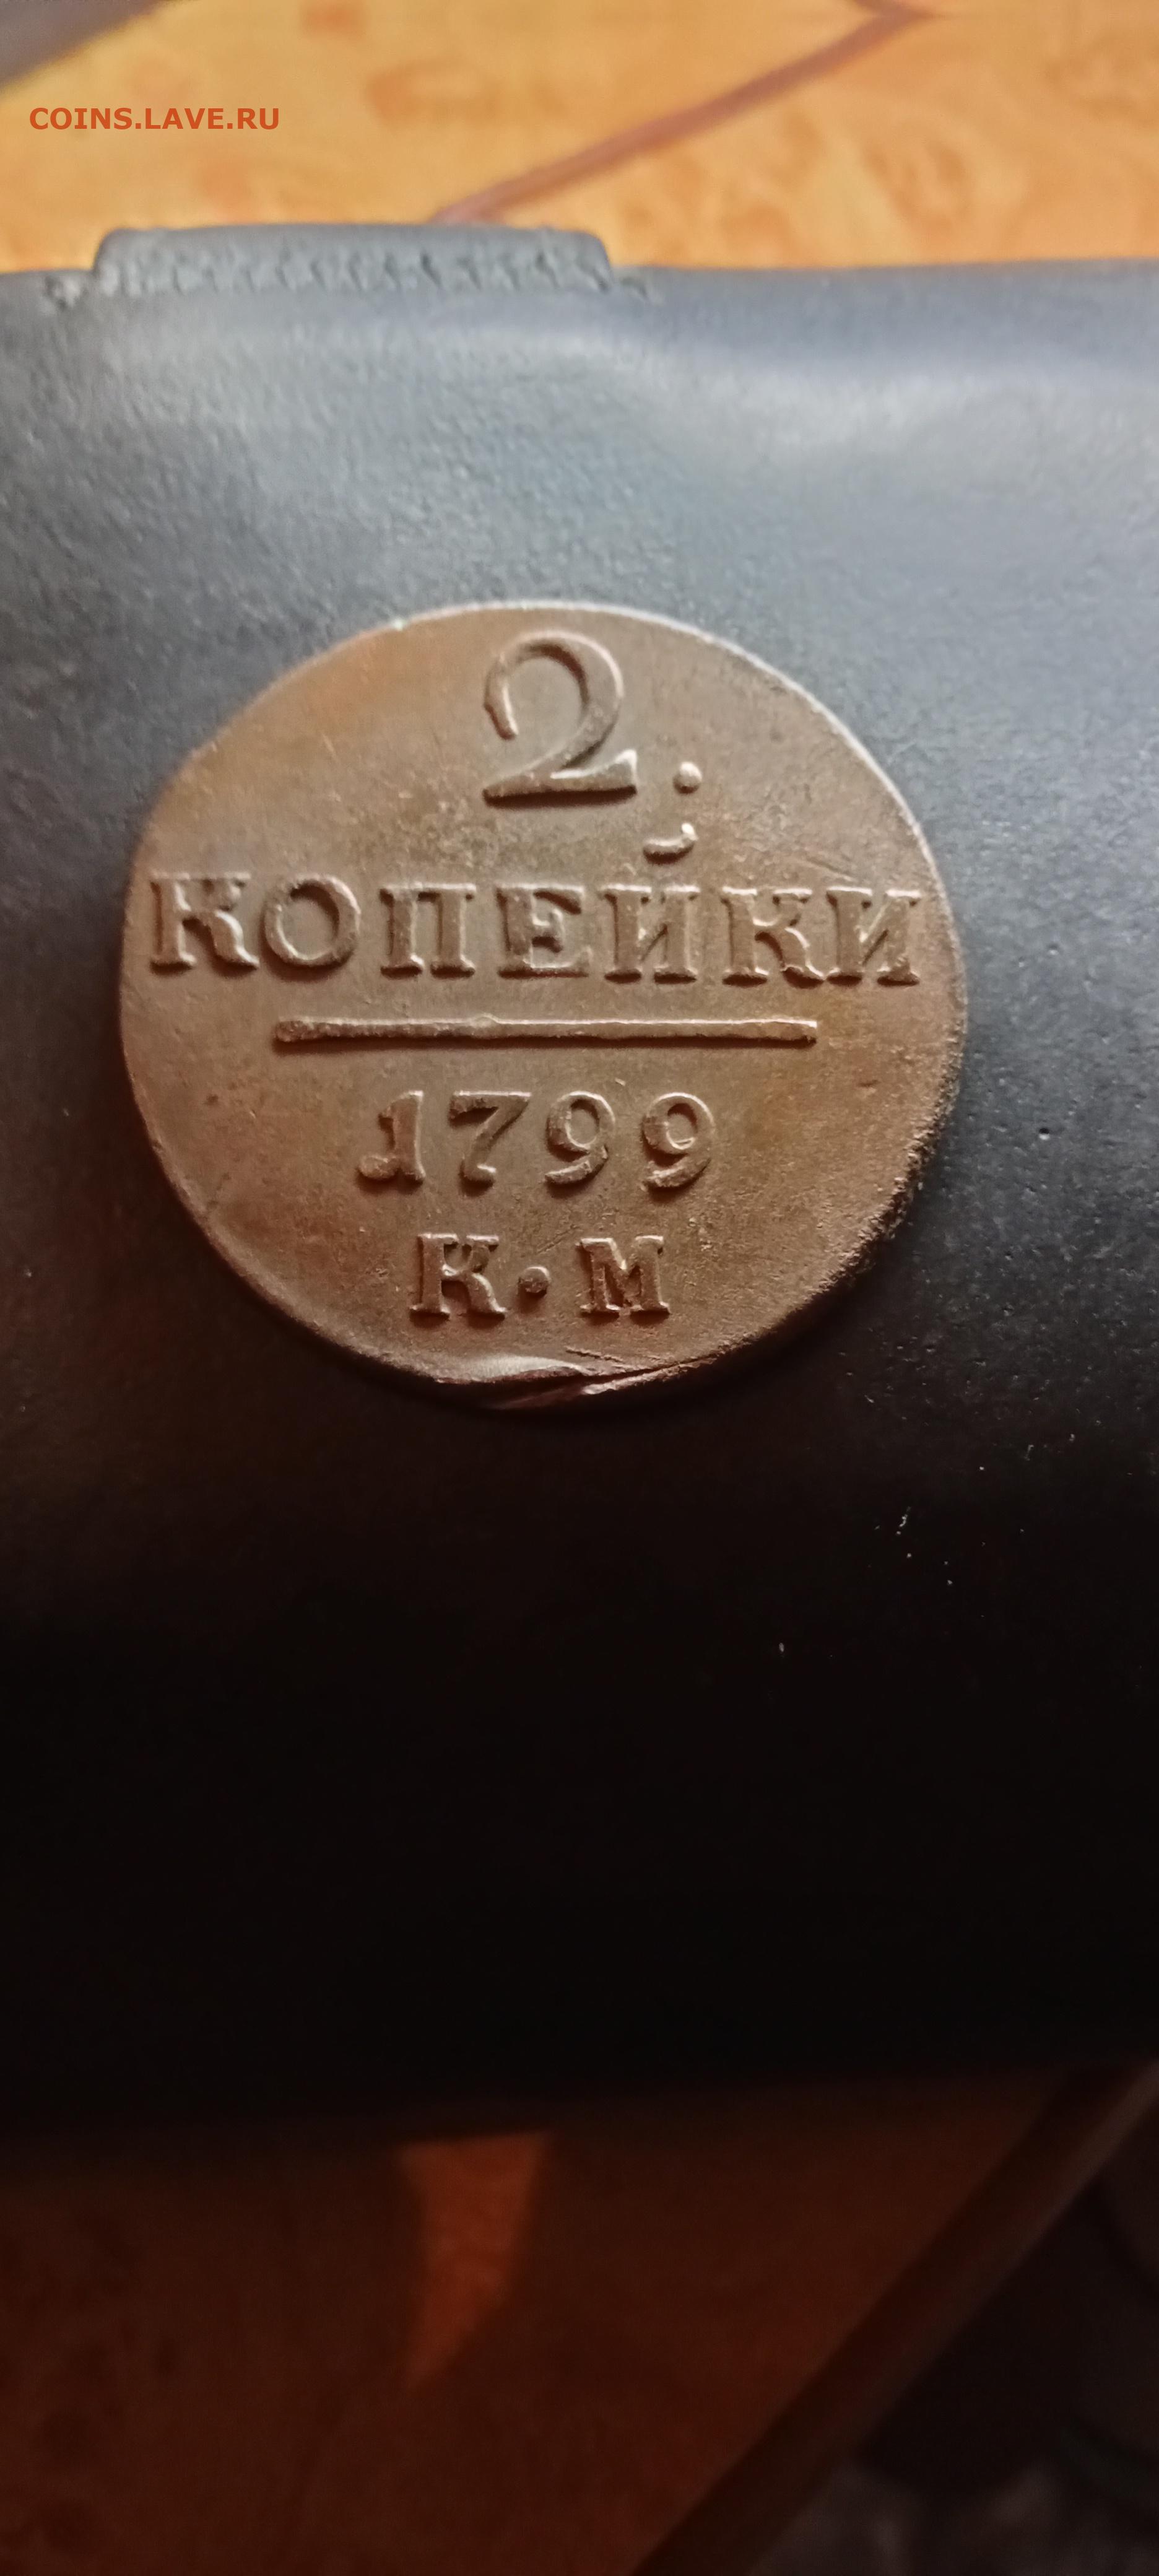 COINS.LAVE.RU
2.
КОПЕЙКИ
1799
К·М